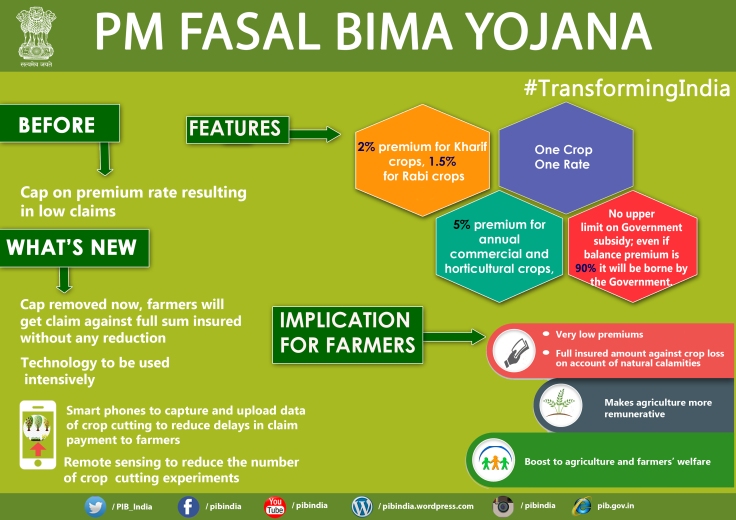 PM FASAL BIMA YOJANA
सत्यमेव जयते
#TransformingIndia
BEFORE
Cap on premium rate resulting
in low claims
WHAT'S NEW
Cap removed now, farmers will
get claim against full sum insured
without any reduction
Technology to be used
intensively
Smart phones to capture and upload data
of crop cutting to reduce delays in claim
payment to farmers
Remote sensing to reduce the number
of crop cutting experiments
FEATURES
2% premium for Kharif
crops, 1.5%
for Rabi crops
One Crop
One Rate
5% premium for
annual
commercial and
horticultural crops,
No upper
limit on Government
subsidy; even if
balance premium is
90% it will be borne by
the Government.
IMPLICATION
FOR FARMERS
Very low premiums
Full insured amount against crop loss
on account of natural calamities
Makes agriculture more
remunerative
Boost to agriculture and farmers' welfare
/ PIB_India
/ pibindia
You
Tube
/ pibindia
/ pibindia.wordpress.com
/ pibindia
pib.gov.in